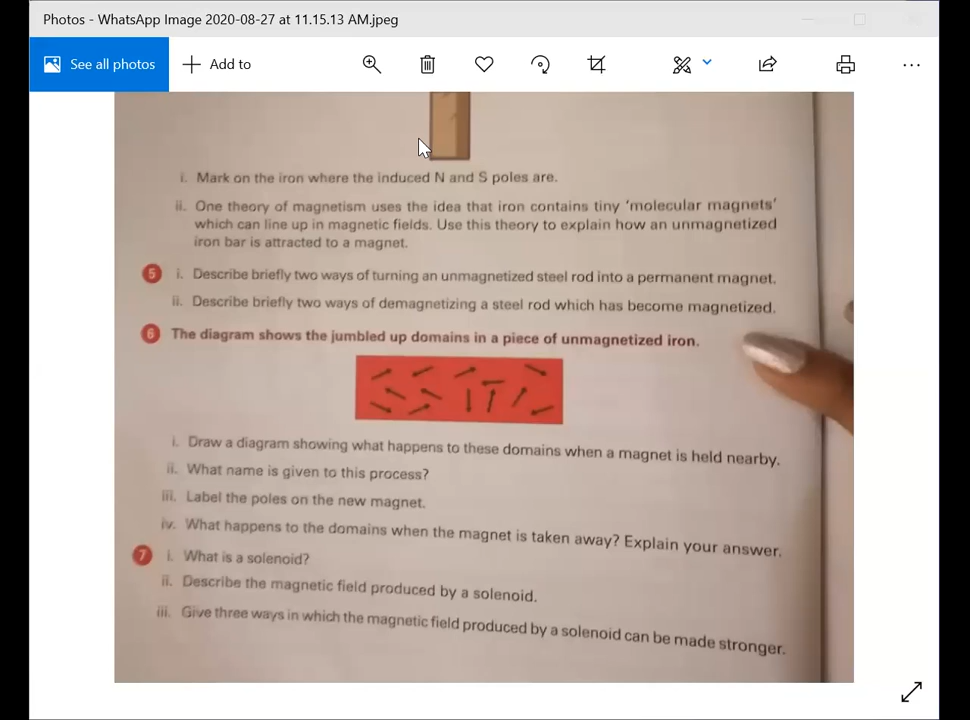 Photos - WhatsApp Image 2020-08-27 at 11.15.13 AM.jpeg
See all photos
Add to
i. Mark on the iron where the induced N and S poles are.
ii. One theory of magnetism uses the idea that iron contains tiny 'molecular magnets'
which can line up in magnetic fields. Use this theory to explain how an unmagnetized
iron bar is attracted to a magnet.
5 i. Describe briefly two ways of turning an unmagnetized steel rod into a permanent magnet.
ii. Describe briefly two ways of demagnetizing a steel rod which has become magnetized.
6 The diagram shows the jumbled up domains in a piece of unmagnetized iron.
i. Draw a diagram showing what happens to these domains when a magnet is held nearby.
ii. What name is given to this process?
iii. Label the poles on the new magnet.
iv. What happens to the domains when the magnet is taken away? Explain your answer.
7 i. What is a solenoid?
ii. Describe the magnetic field produced by a solenoid.
iii. Give three ways in which the magnetic field produced by a solenoid can be made stronger.